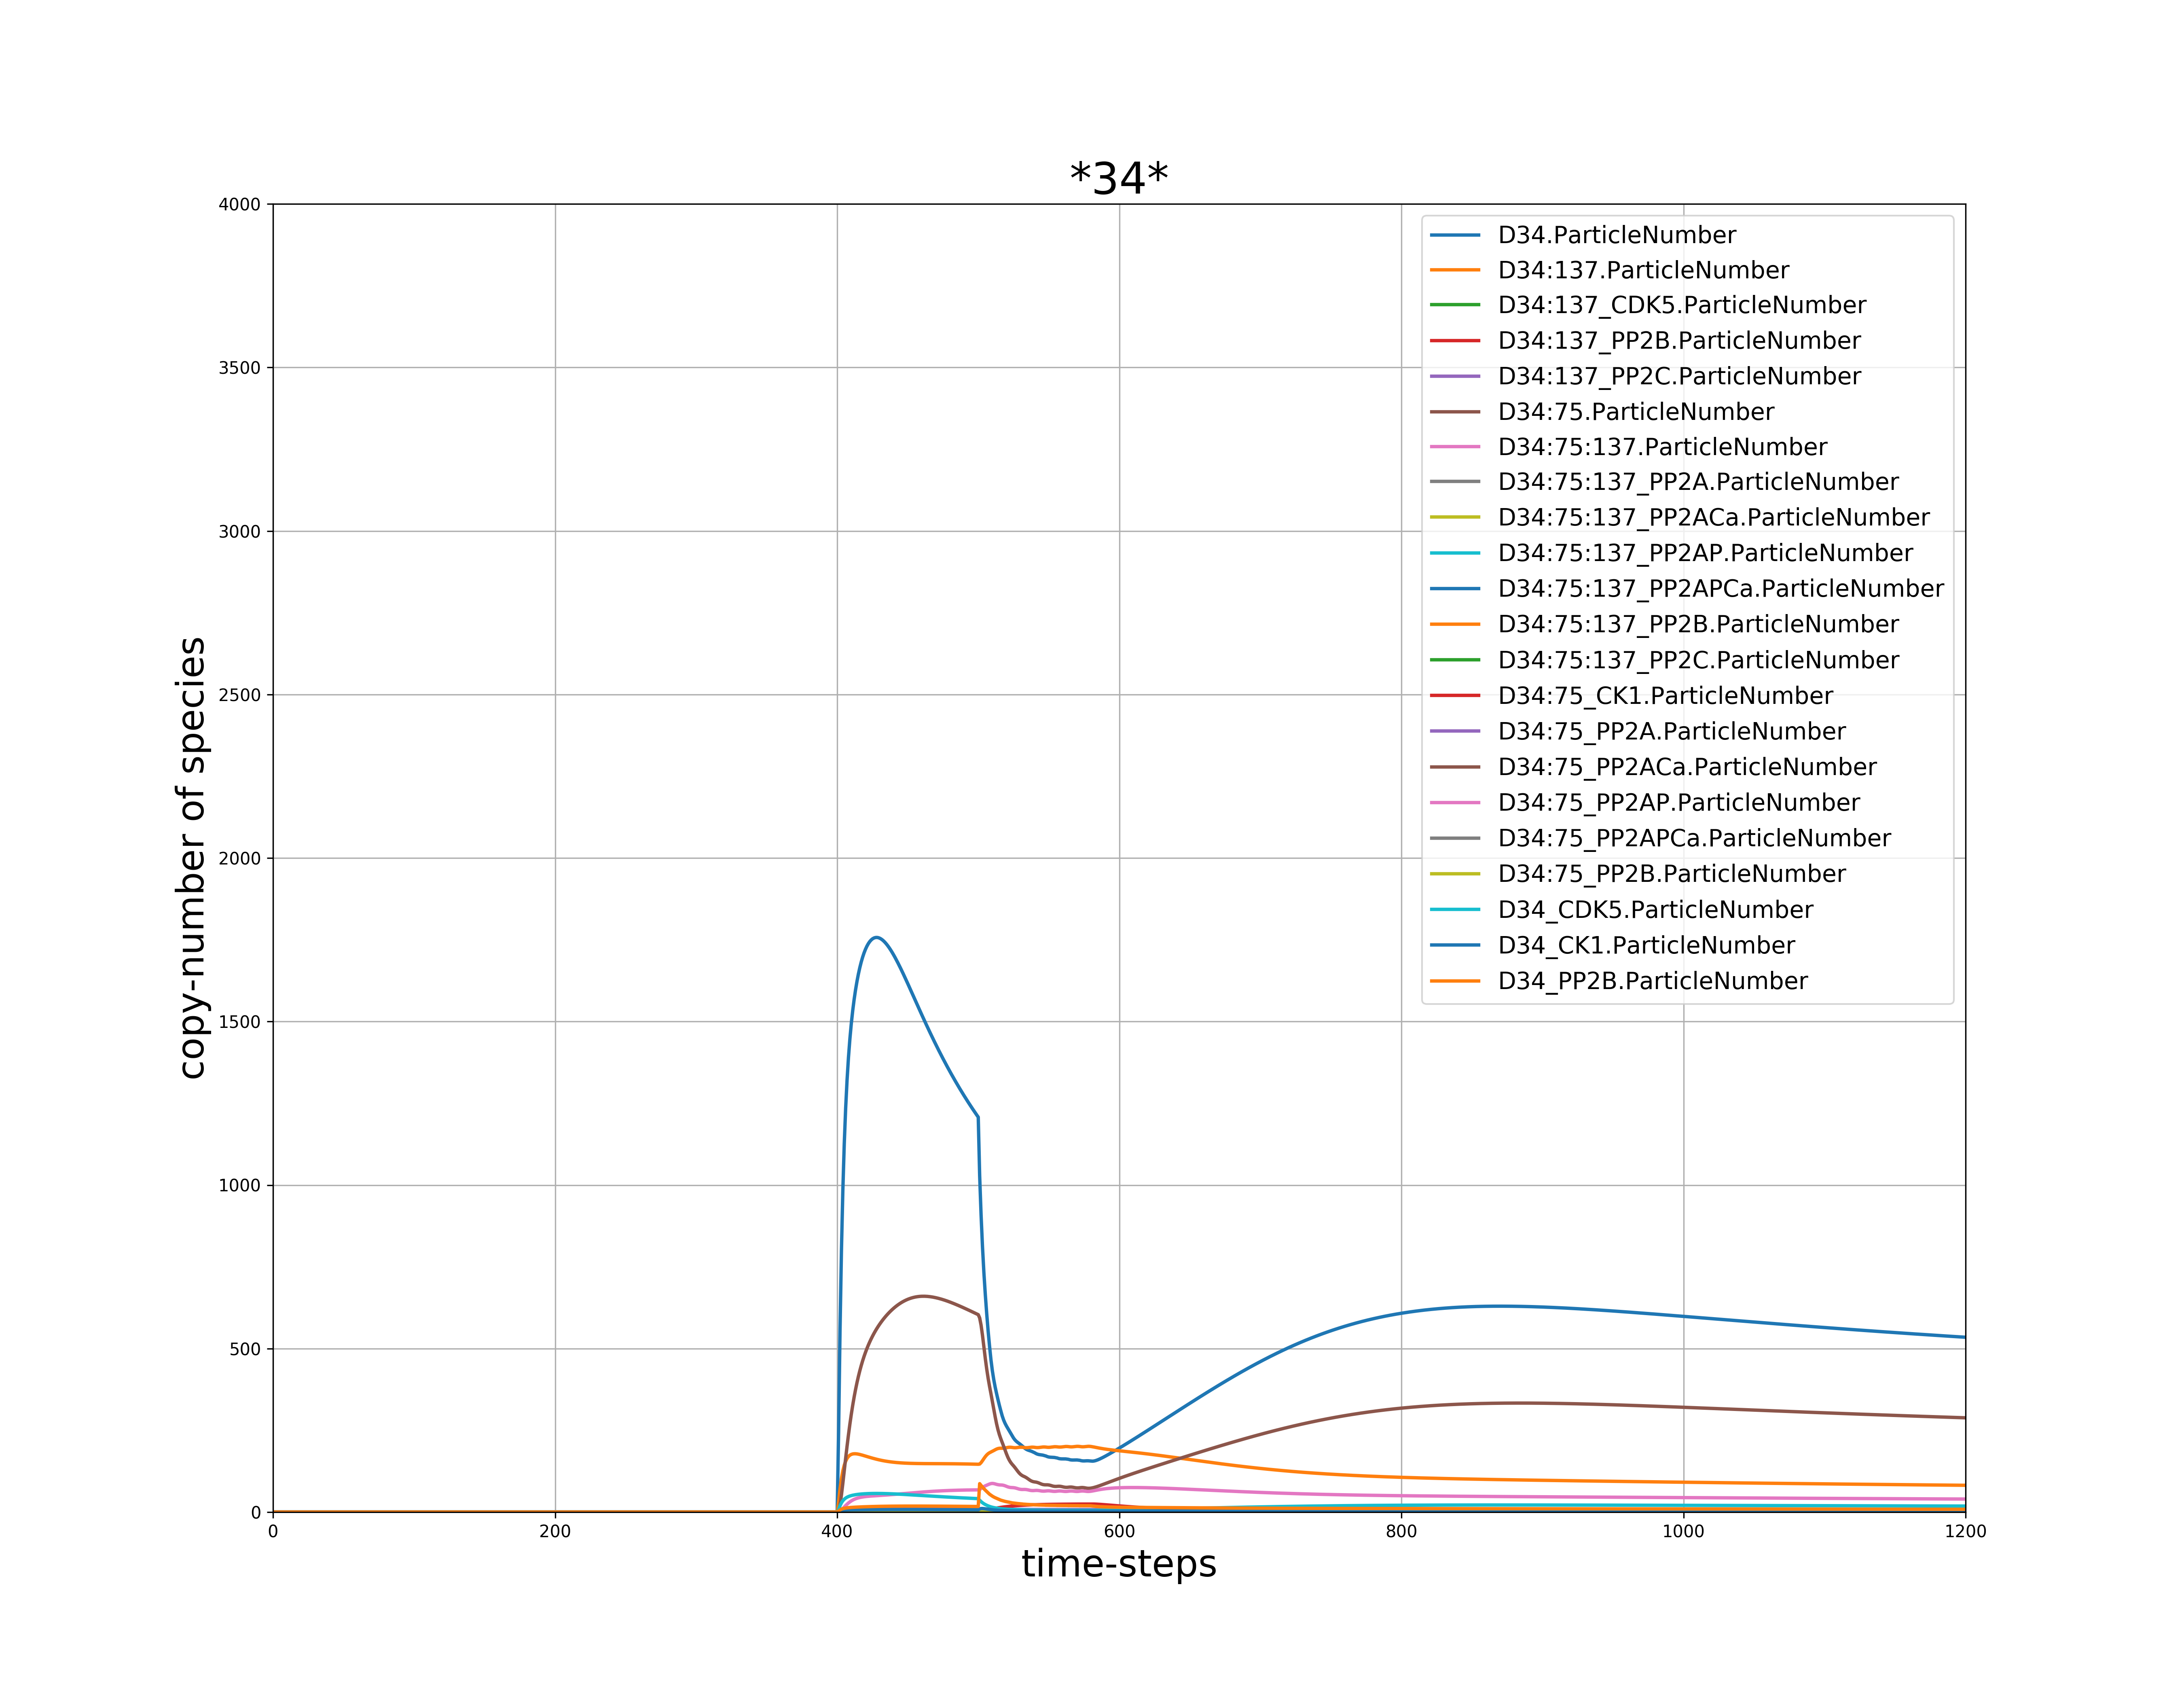 *34*
4000
3500
3000
2500
2000
1500
1000
500
0
copy-number of species
D34.ParticleNumber
D34:137.ParticleNumber
D34:137_CDK5.ParticleNumber
D34:137_PP2B.ParticleNumber
D34:137_PP2C.ParticleNumber
D34:75.ParticleNumber
D34:75:137.ParticleNumber
D34:75:137_PP2A.ParticleNumber
D34:75:137_PP2ACa.ParticleNumber
D34:75:137_PP2AP.ParticleNumber
D34:75:137_PP2APCa.ParticleNumber
D34:75:137_PP2B.ParticleNumber
D34:75:137_PP2C.ParticleNumber
D34:75_CK1.ParticleNumber
D34:75_PP2A.ParticleNumber
D34:75_PP2ACa.ParticleNumber
D34:75_PP2AP.ParticleNumber
D34:75_PP2APCa.ParticleNumber
D34:75_PP2B.ParticleNumber
D34_CDK5.ParticleNumber
D34_CK1.ParticleNumber
D34_PP2B.ParticleNumber
0 200 400 600 800 1000 1200
time-steps